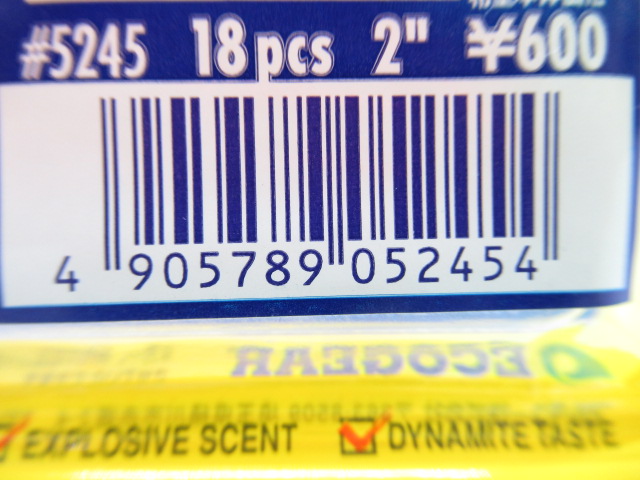 #5245 18pcs 2" ¥600
4 905789 052454
ECOGEAR
EXPLOSIVE SCENT DYNAMITE TASTE